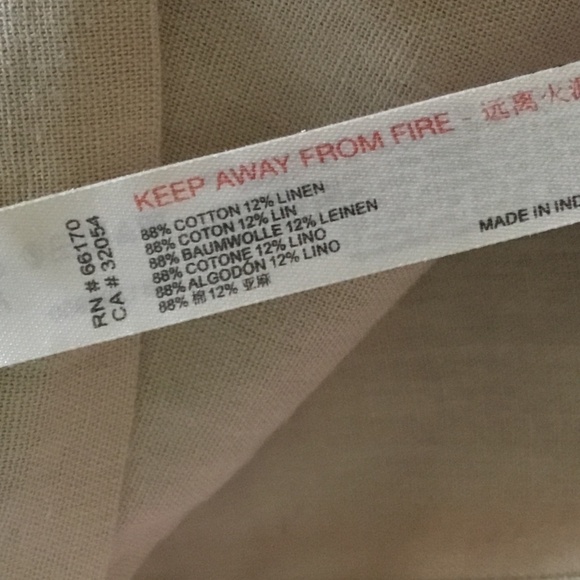 KEEP AWAY FROM FIRE - 远离火源
RN # 66170
CA # 32054
88% COTTON 12% LINEN
88% COTON 12% LIN
88% BAUMWOLLE 12% LEINEN
88% COTONE 12% LINO
88% ALGODÓN 12% LINO
88% 棉 12% 亚麻
MADE IN IND